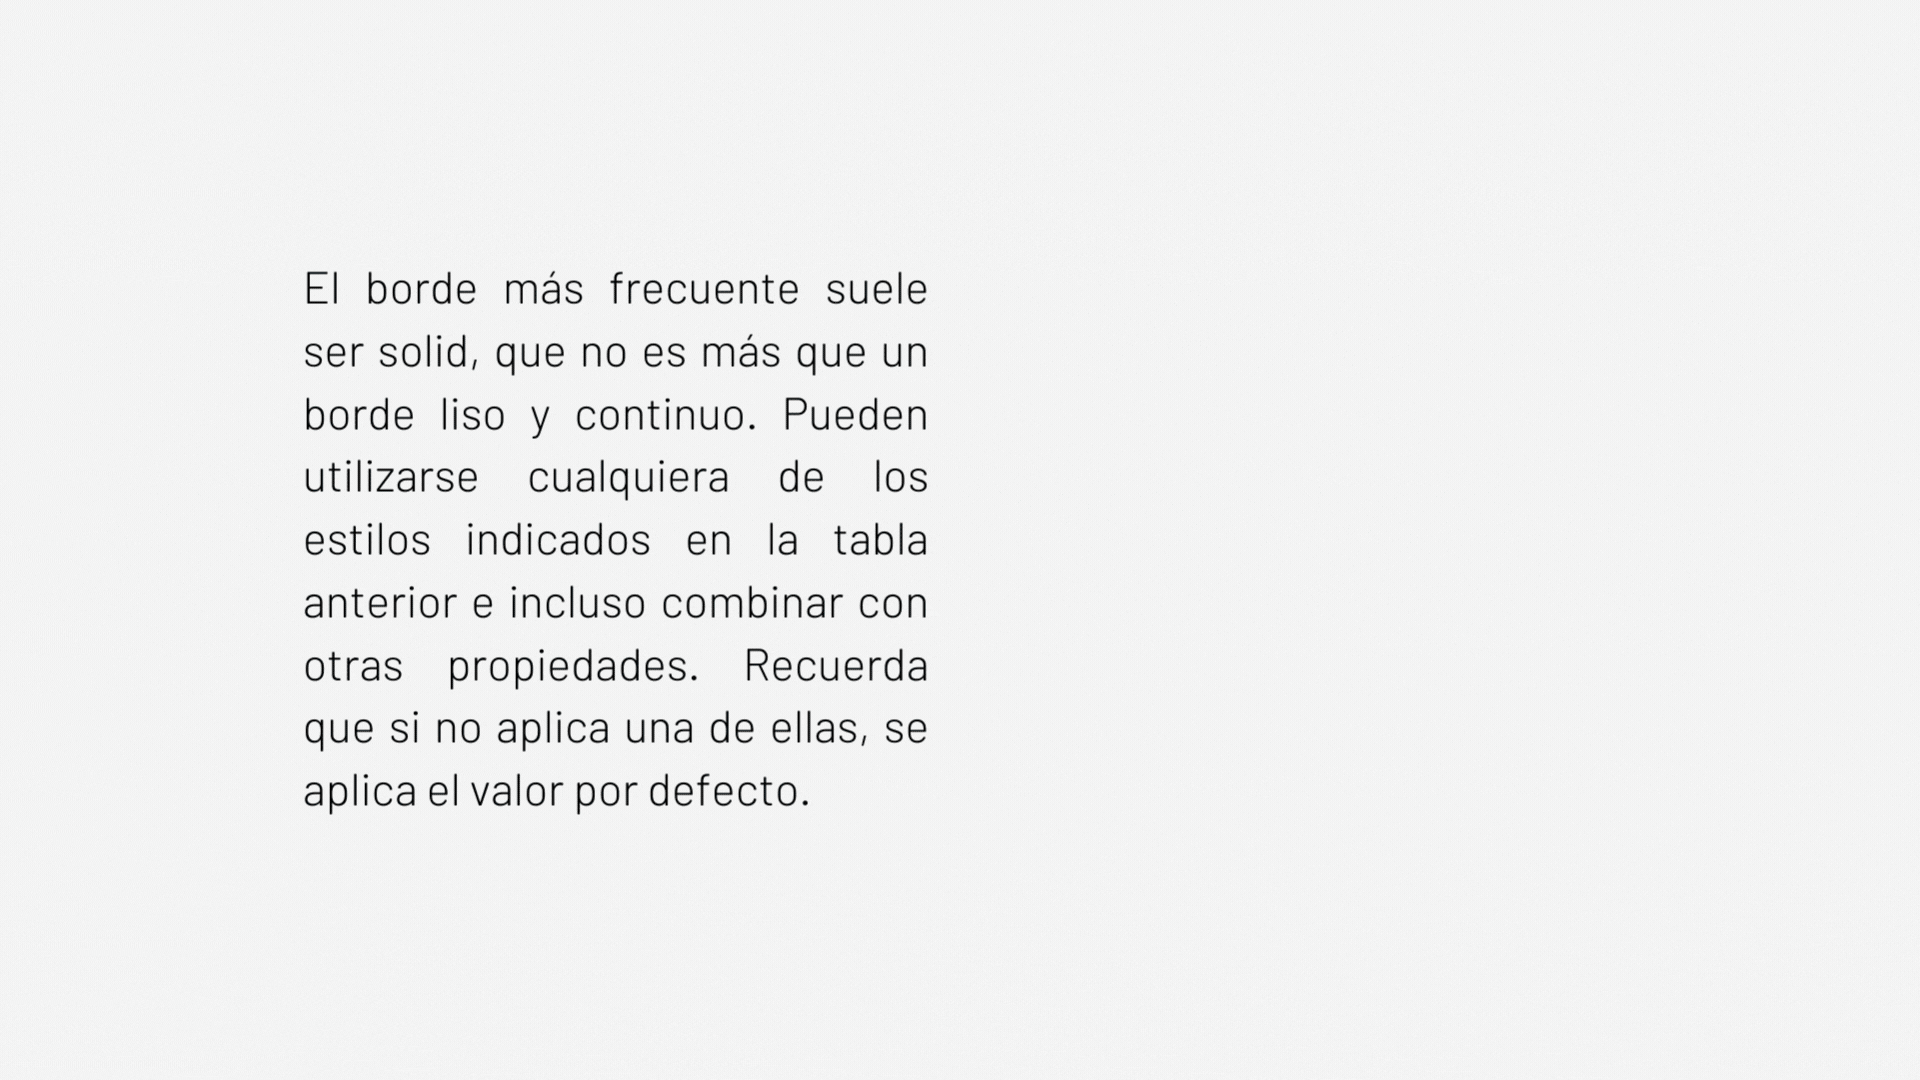 El borde más frecuente suele
ser solid, que no es más que un
borde liso y continuo. Pueden
utilizarse cualquiera de los
estilos indicados en la tabla
anterior e incluso combinar con
otras propiedades. Recuerda
que si no aplica una de ellas, se
aplica el valor por defecto.